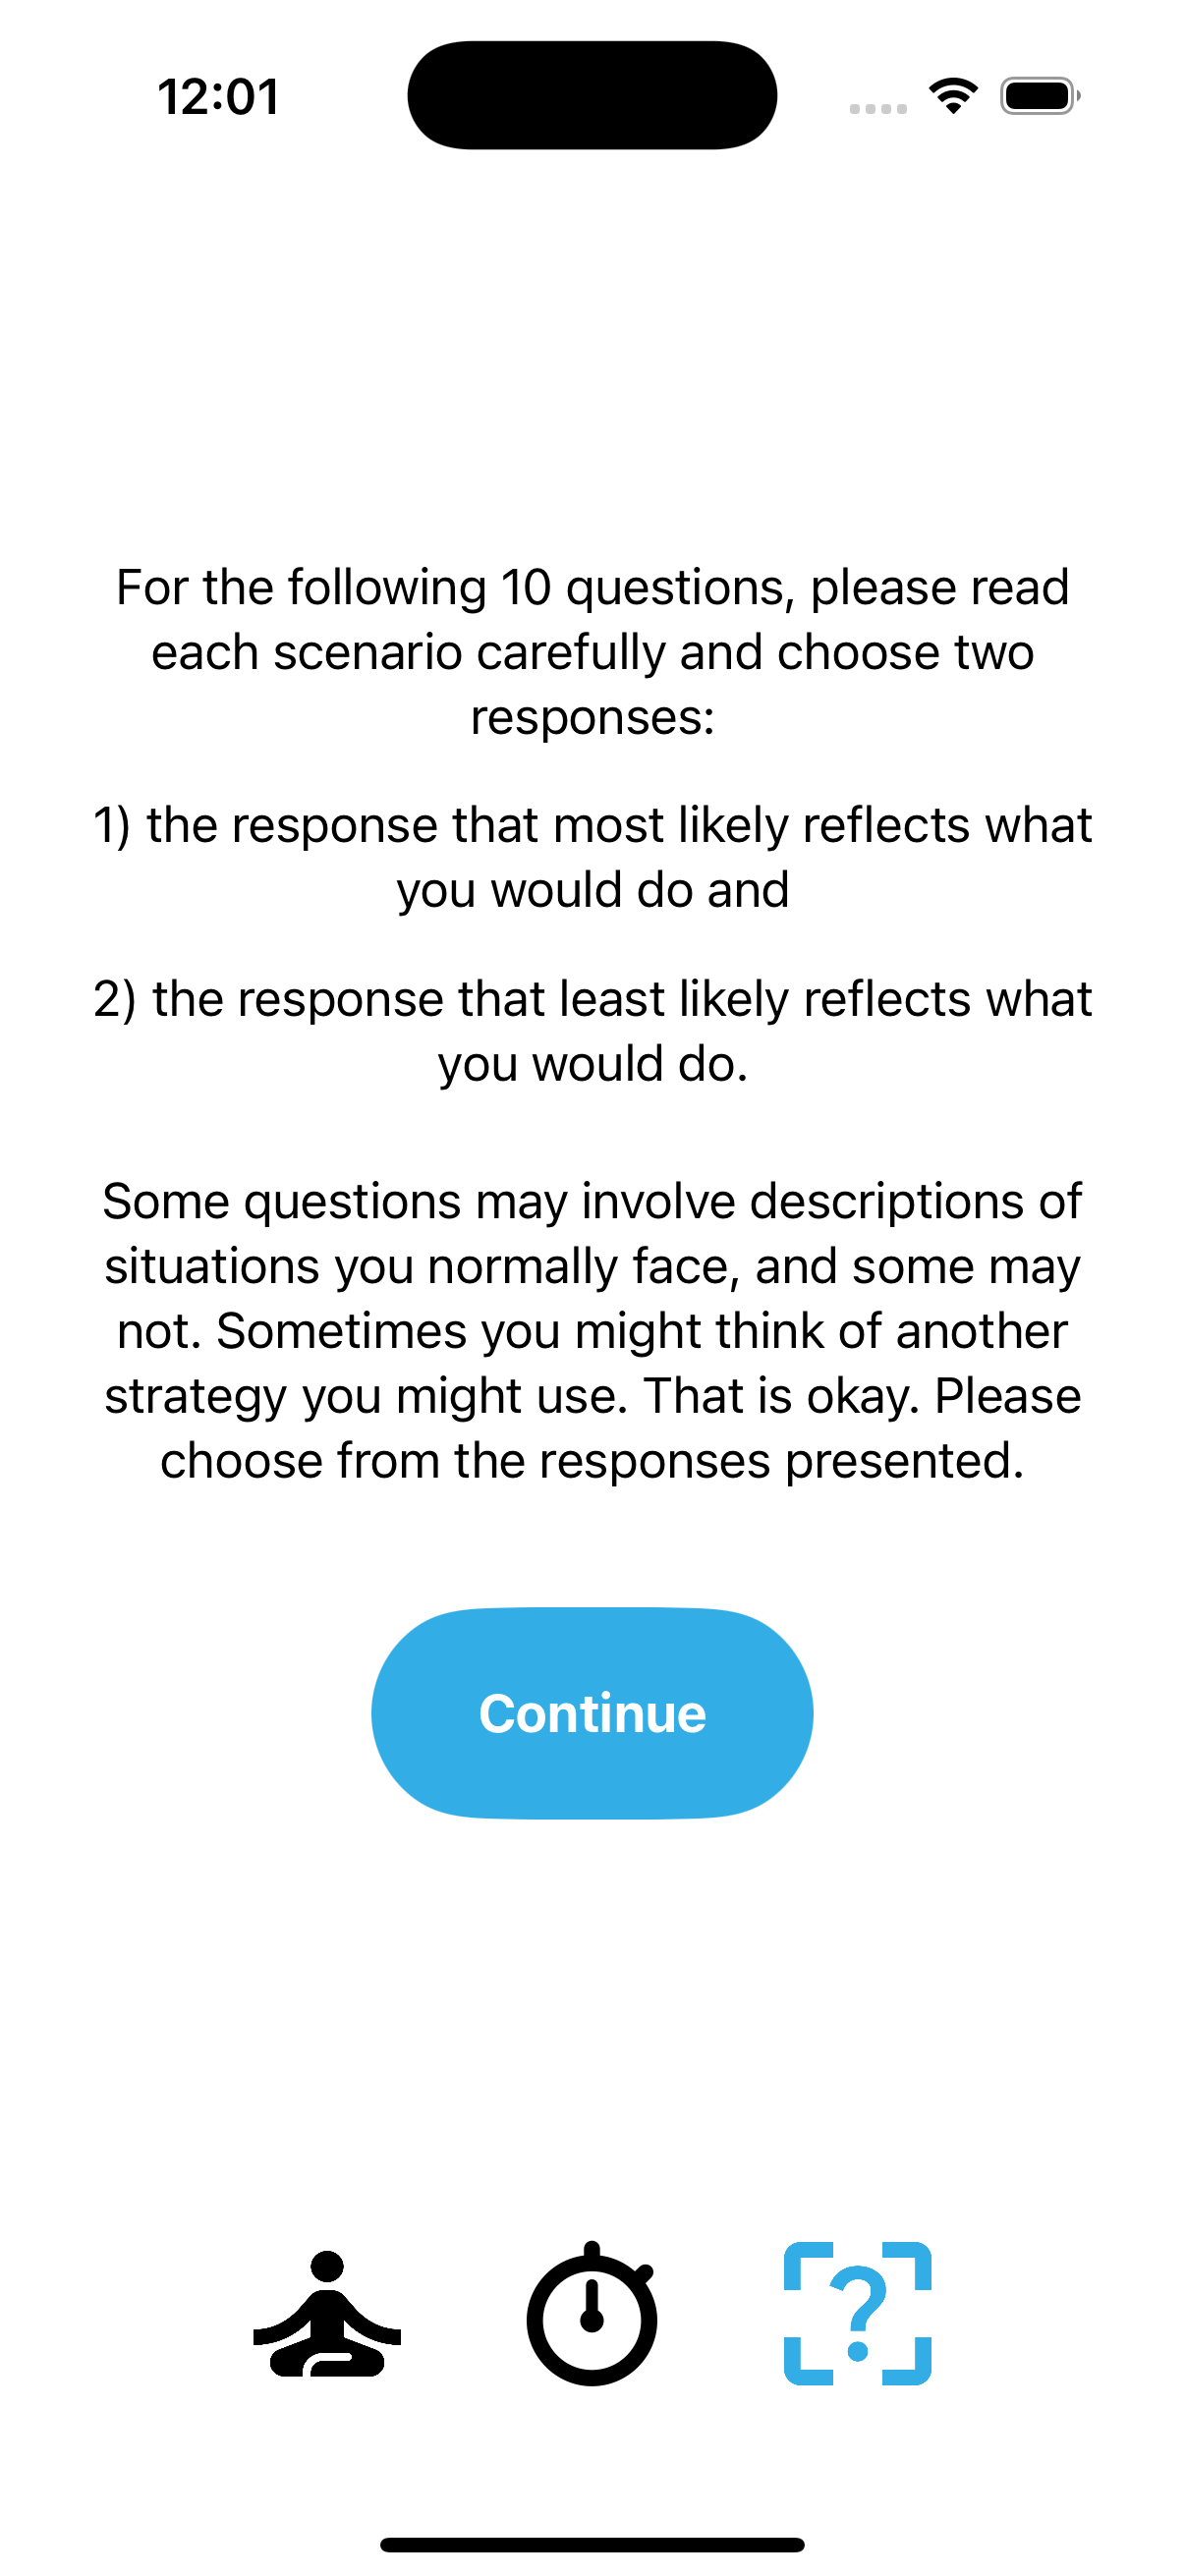 12:01
For the following 10 questions, please read
each scenario carefully and choose two
responses:
1) the response that most likely reflects what
you would do and
2) the response that least likely reflects what
you would do.
Some questions may involve descriptions of
situations you normally face, and some may
not. Sometimes you might think of another
strategy you might use. That is okay. Please
choose from the responses presented.
Continue
?